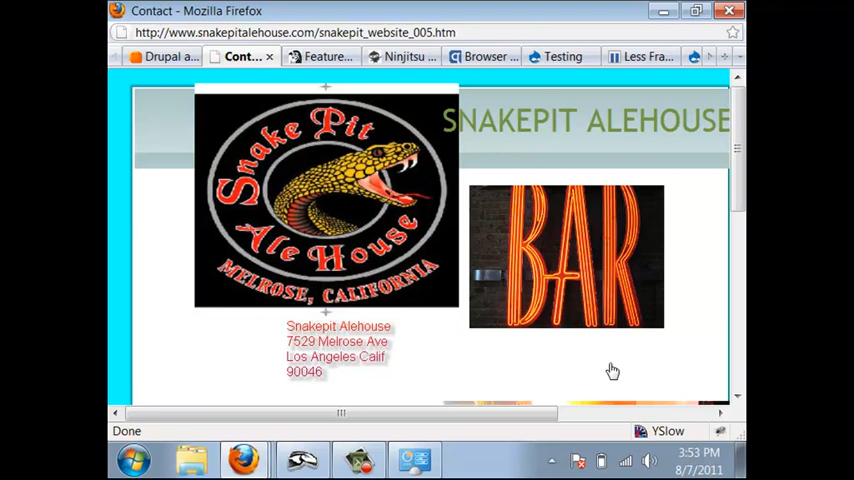 Contact - Mozilla Firefox
http://www.snakepitalehouse.com/snakepit_website_005.htm
Drupal a...
Cont...
Feature...
Ninjitsu ...
Browser ...
Testing
Less Fra...
SNAKEPIT ALEHOUSE
Snake Pit
Ale House
MELROSE, CALIFORNIA
BAR
Snakepit Alehouse
7529 Melrose Ave
Los Angeles Calif
90046
Done
YSlow
3:53 PM
8/7/2011